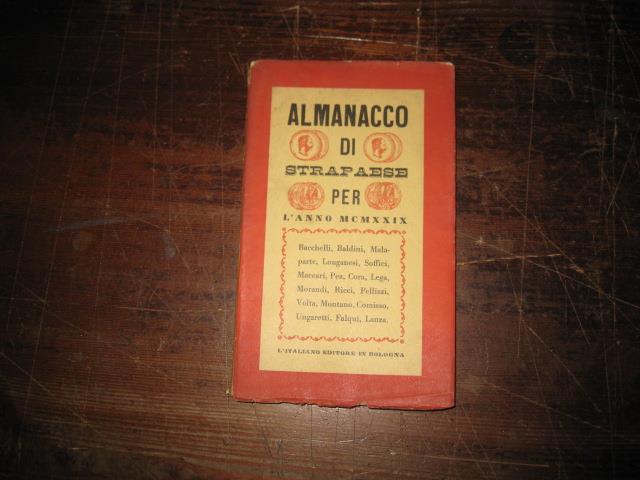 ALMANACCO
DI
STRAPAESE
PER
L'ANNO MCMXXIX
Bacchelli, Baldini, Mala-
parte, Longanesi, Soffici,
Maccari, Pez, Cora, Lega,
Morandi, Ricci, Pellizzi,
Volta, Montano, Comisso,
Ungaretti, Falqui, Lanza.
L'ITALIANO EDITORE IN BOLOGNA